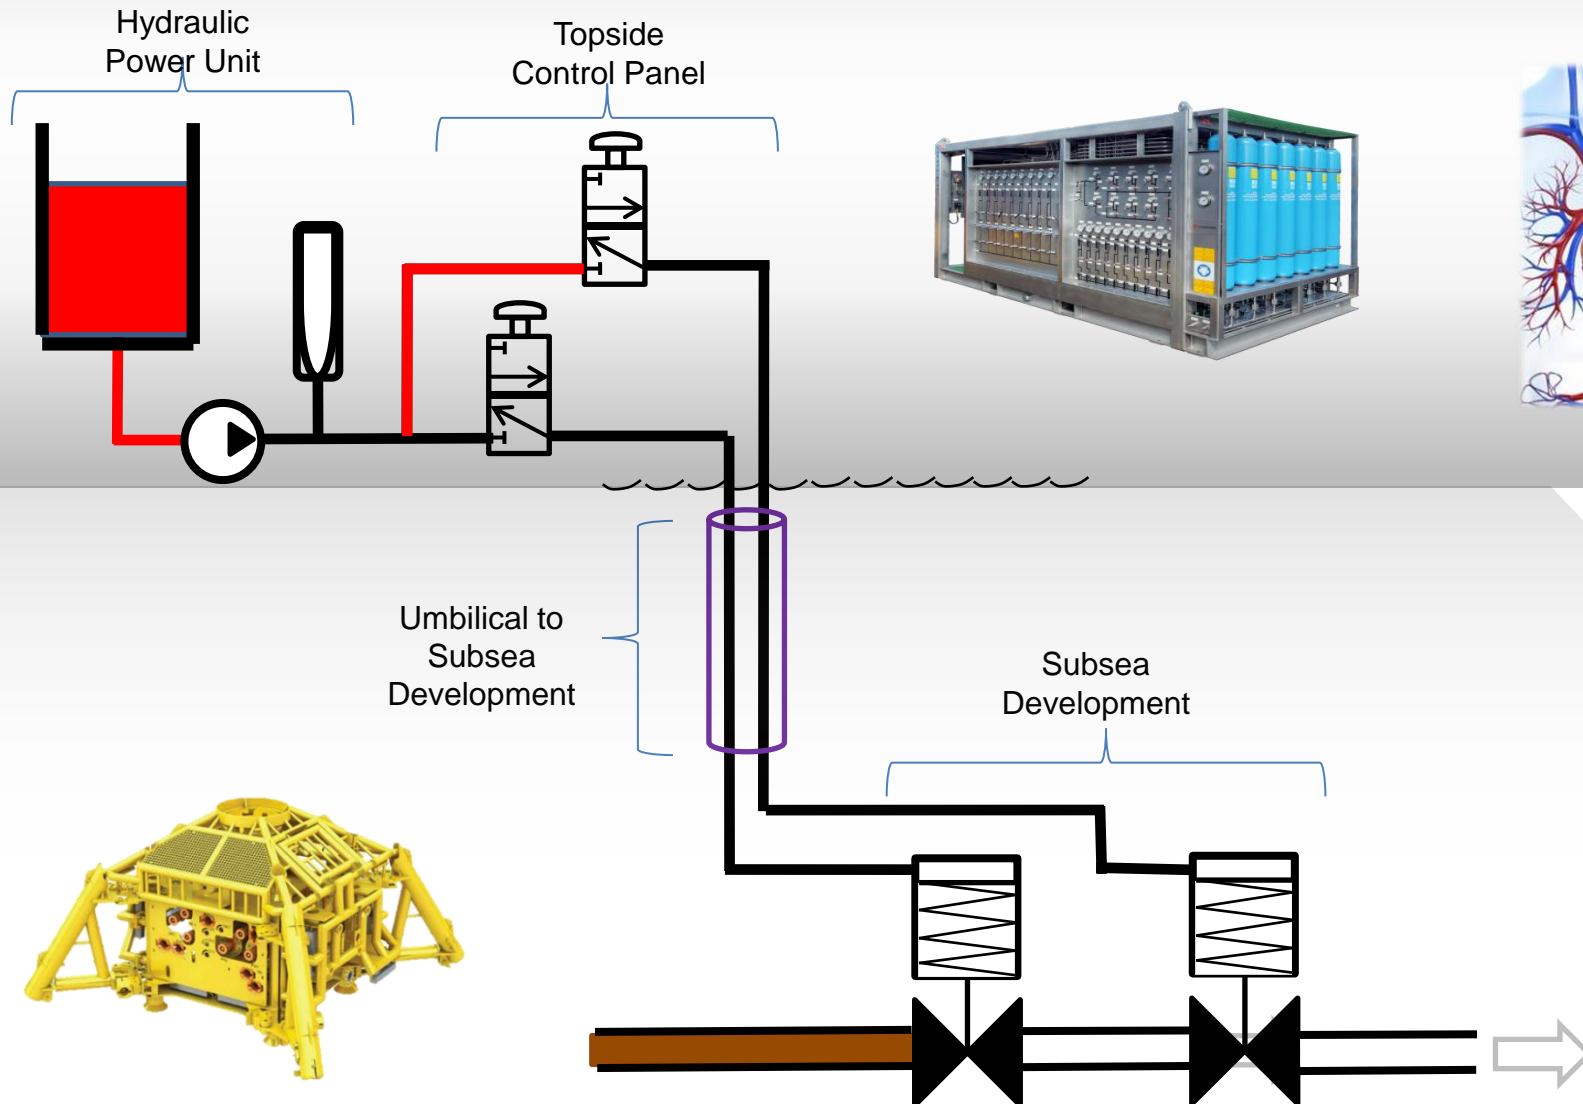 Hydraulic
Power Unit
Topside
Control Panel
Umbilical to
Subsea
Development
Subsea
Development